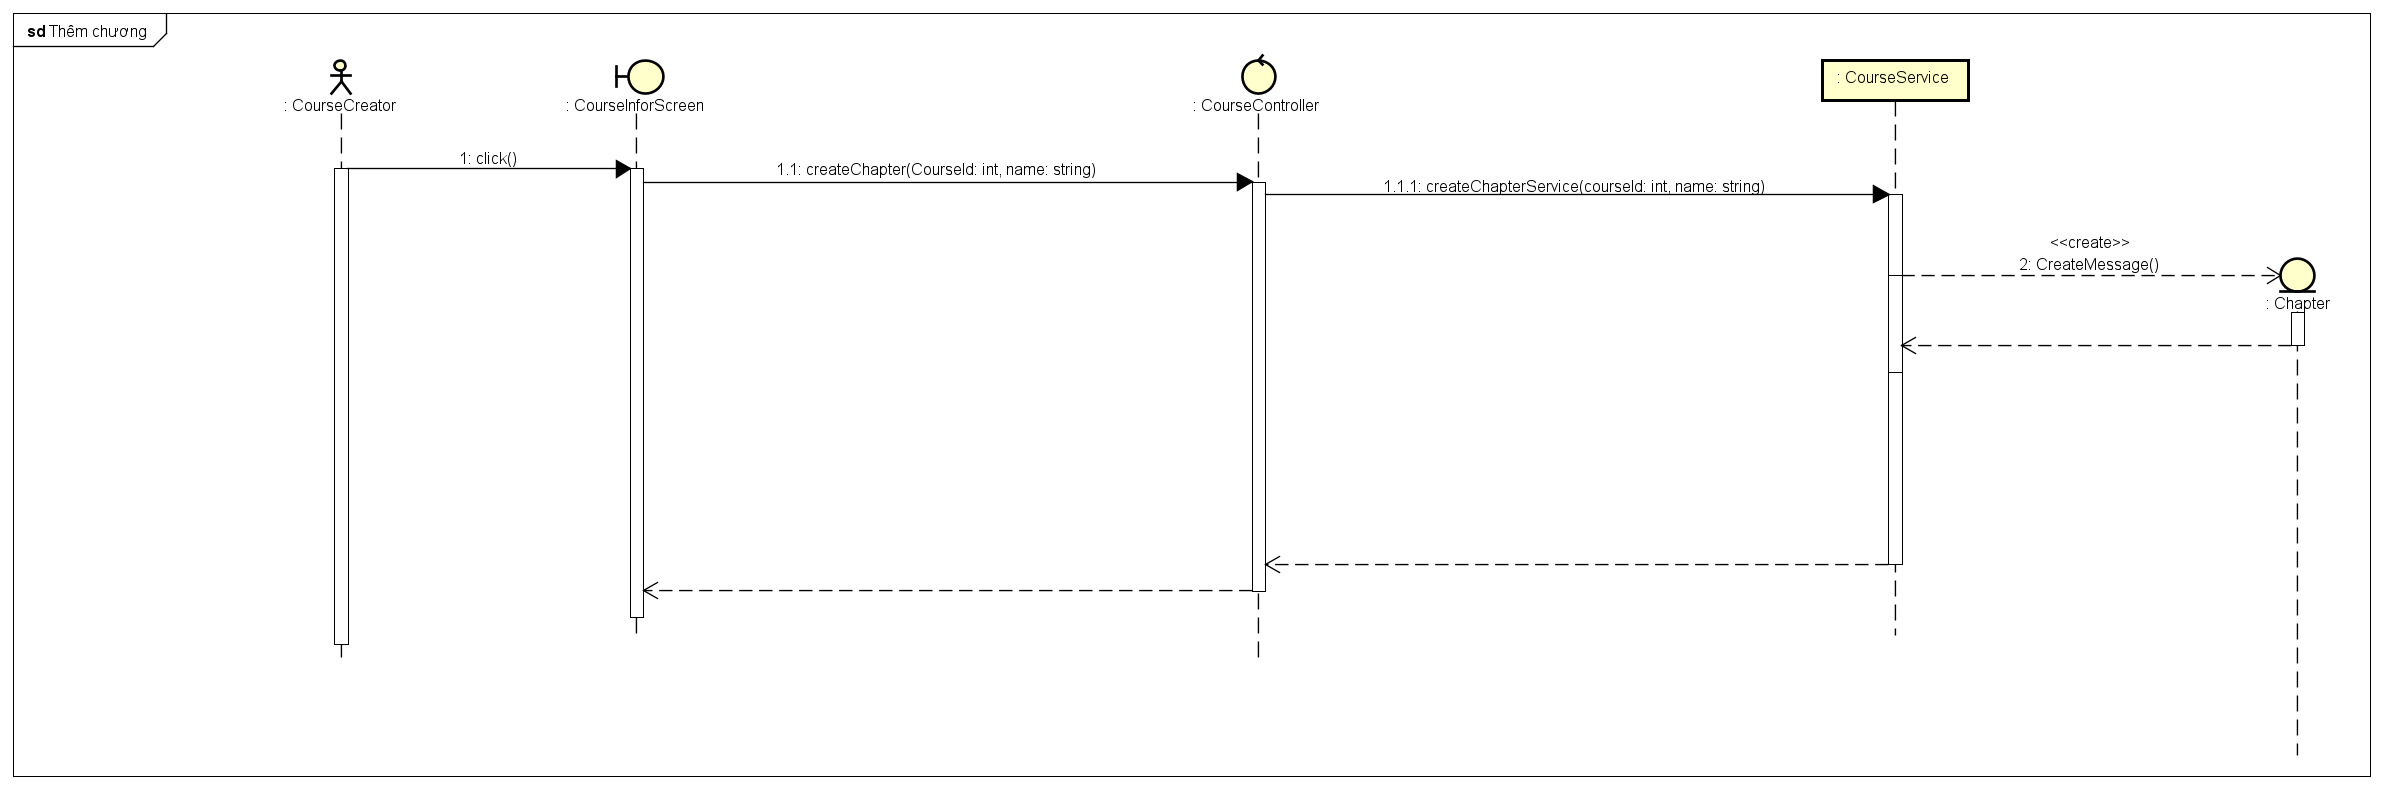 sd Thêm chương
: CourseCreator
: CourseInforScreen
: CourseController
: CourseService
1: click()
1.1: createChapter(CourseId: int, name: string)
1.1.1: createChapterService(courseId: int, name: string)
<<create>>
2: CreateMessage()
: Chapter